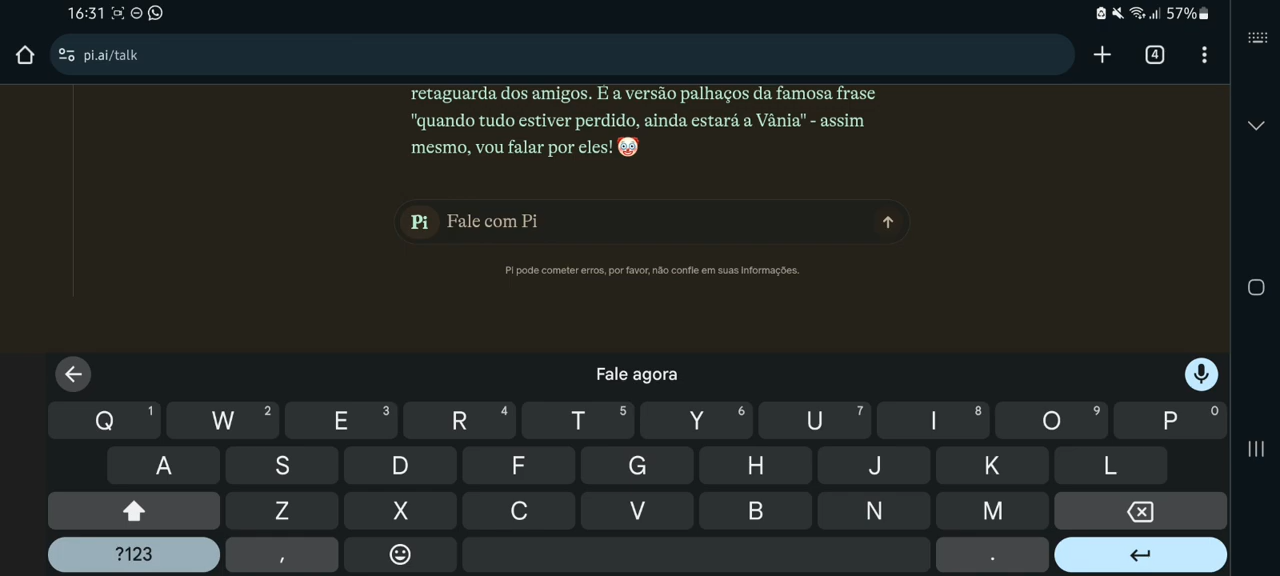 16:31
57%
pi.ai/talk
4
retaguarda dos amigos. É a versão palhaços da famosa frase
"quando tudo estiver perdido, ainda estará a Vânia" - assim
mesmo, vou falar por eles! 🤡
Pi Fale com Pi
Pi pode cometer erros, por favor, não confie em suas informações.
Fale agora
Q 1 W 2 E 3 R 4 T 5 Y 6 U 7 I 8 O 9 P 0
A S D F G H J K L
Z X C V B N M
?123 , .